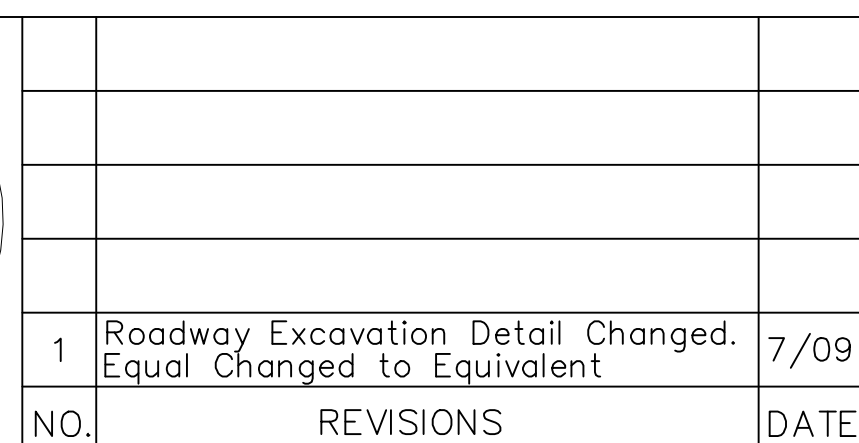 1 Roadway Excavation Detail Changed. 7/09
Equal Changed to Equivalent
NO. REVISIONS DATE